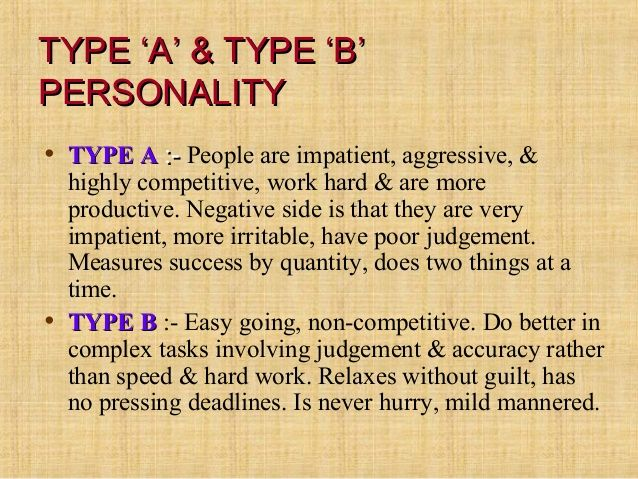 TYPE ‘A’ & TYPE ‘B’
PERSONALITY
• TYPE A :- People are impatient, aggressive, &
highly competitive, work hard & are more
productive. Negative side is that they are very
impatient, more irritable, have poor judgement.
Measures success by quantity, does two things at a
time.
• TYPE B :- Easy going, non-competitive. Do better in
complex tasks involving judgement & accuracy rather
than speed & hard work. Relaxes without guilt, has
no pressing deadlines. Is never hurry, mild mannered.